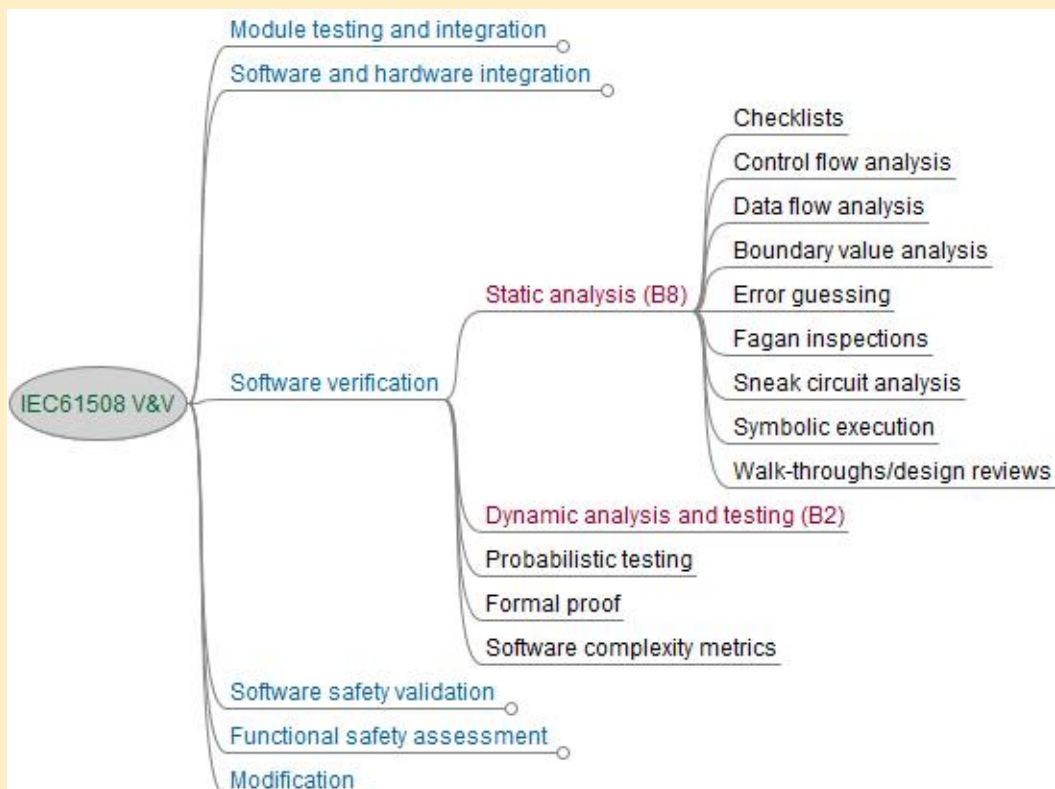 Module testing and integration
Software and hardware integration
Checklists
Control flow analysis
Data flow analysis
Boundary value analysis
Static analysis (B8)
Error guessing
Fagan inspections
Software verification
Sneak circuit analysis
IEC61508 V&V
Symbolic execution
Walk-throughs/design reviews
Dynamic analysis and testing (B2)
Probabilistic testing
Formal proof
Software complexity metrics
Software safety validation
Functional safety assessment
Modification